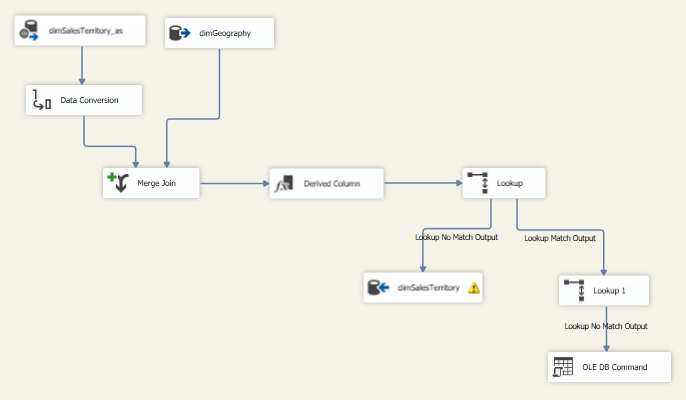 dimSalesTerritory_as
dimGeography
Data Conversion
Merge Join
Derived Column
Lookup
Lookup No Match Output
Lookup Match Output
dimSalesTerritory
Lookup 1
Lookup No Match Output
OLE DB Command